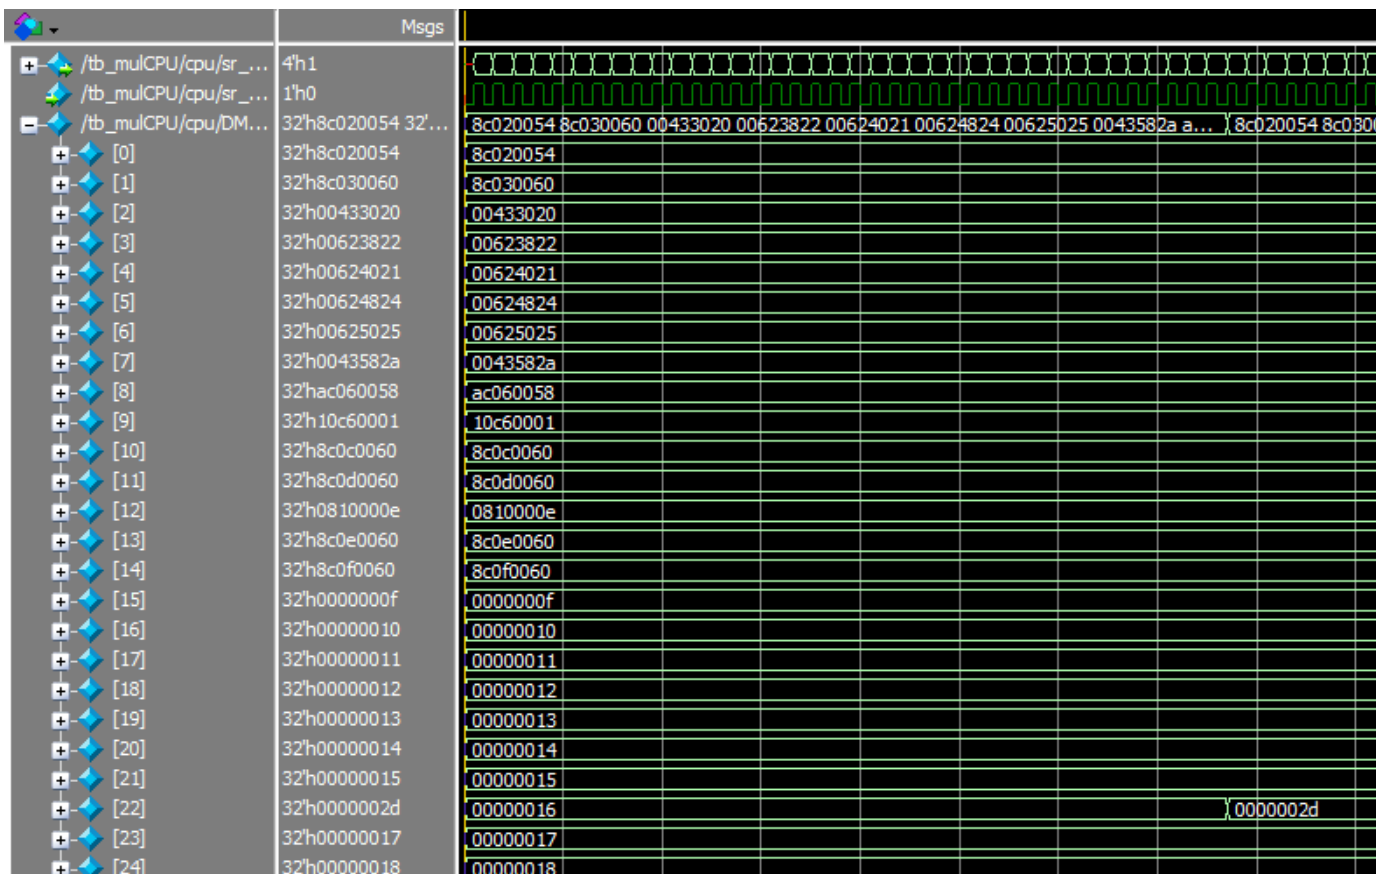 Msgs
/tb_mulCPU/cpu/sr_... 4'h1
/tb_mulCPU/cpu/sr_... 1'h0
/tb_mulCPU/cpu/DM... 32'h8c020054 32'... 8c020054 8c030060 00433020 00623822 00624021 00624824 00625025 0043582a a... 8c020054 8c0300
[0] 32'h8c020054 8c020054
[1] 32'h8c030060 8c030060
[2] 32'h00433020 00433020
[3] 32'h00623822 00623822
[4] 32'h00624021 00624021
[5] 32'h00624824 00624824
[6] 32'h00625025 00625025
[7] 32'h0043582a 0043582a
[8] 32'hac060058 ac060058
[9] 32'h10c60001 10c60001
[10] 32'h8c0c0060 8c0c0060
[11] 32'h8c0d0060 8c0d0060
[12] 32'h0810000e 0810000e
[13] 32'h8c0e0060 8c0e0060
[14] 32'h8c0f0060 8c0f0060
[15] 32'h0000000f 0000000f
[16] 32'h00000010 00000010
[17] 32'h00000011 00000011
[18] 32'h00000012 00000012
[19] 32'h00000013 00000013
[20] 32'h00000014 00000014
[21] 32'h00000015 00000015
[22] 32'h0000002d 00000016 0000002d
[23] 32'h00000017 00000017
[24] 32'h00000018 00000018